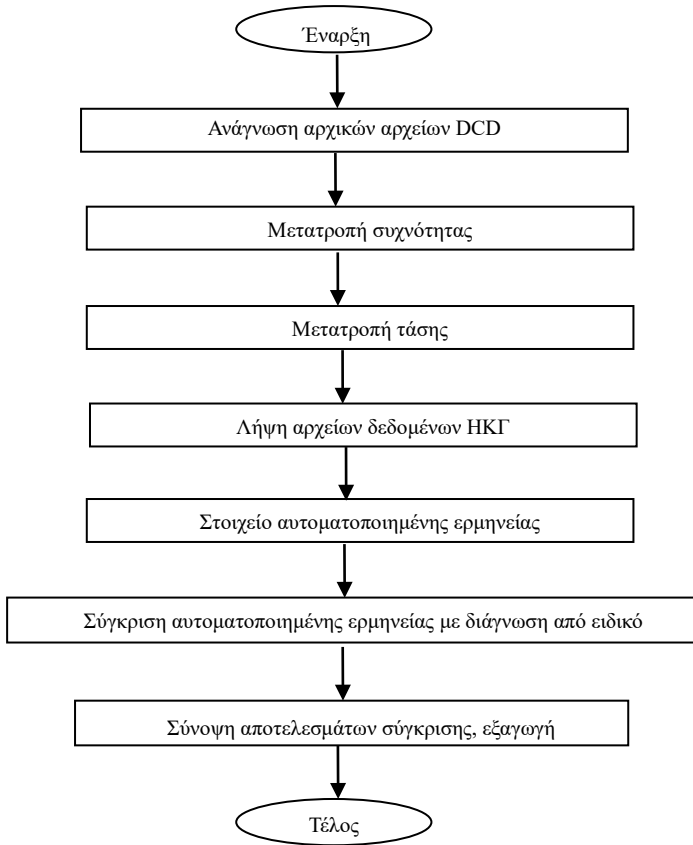 Έναρξη
Ανάγνωση αρχικών αρχείων DCD
Μετατροπή συχνότητας
Μετατροπή τάσης
Λήψη αρχείων δεδομένων ΗΚΓ
Στοιχείο αυτοματοποιημένης ερμηνείας
Σύγκριση αυτοματοποιημένης ερμηνείας με διάγνωση από ειδικό
Σύνοψη αποτελεσμάτων σύγκρισης, εξαγωγή
Τέλος